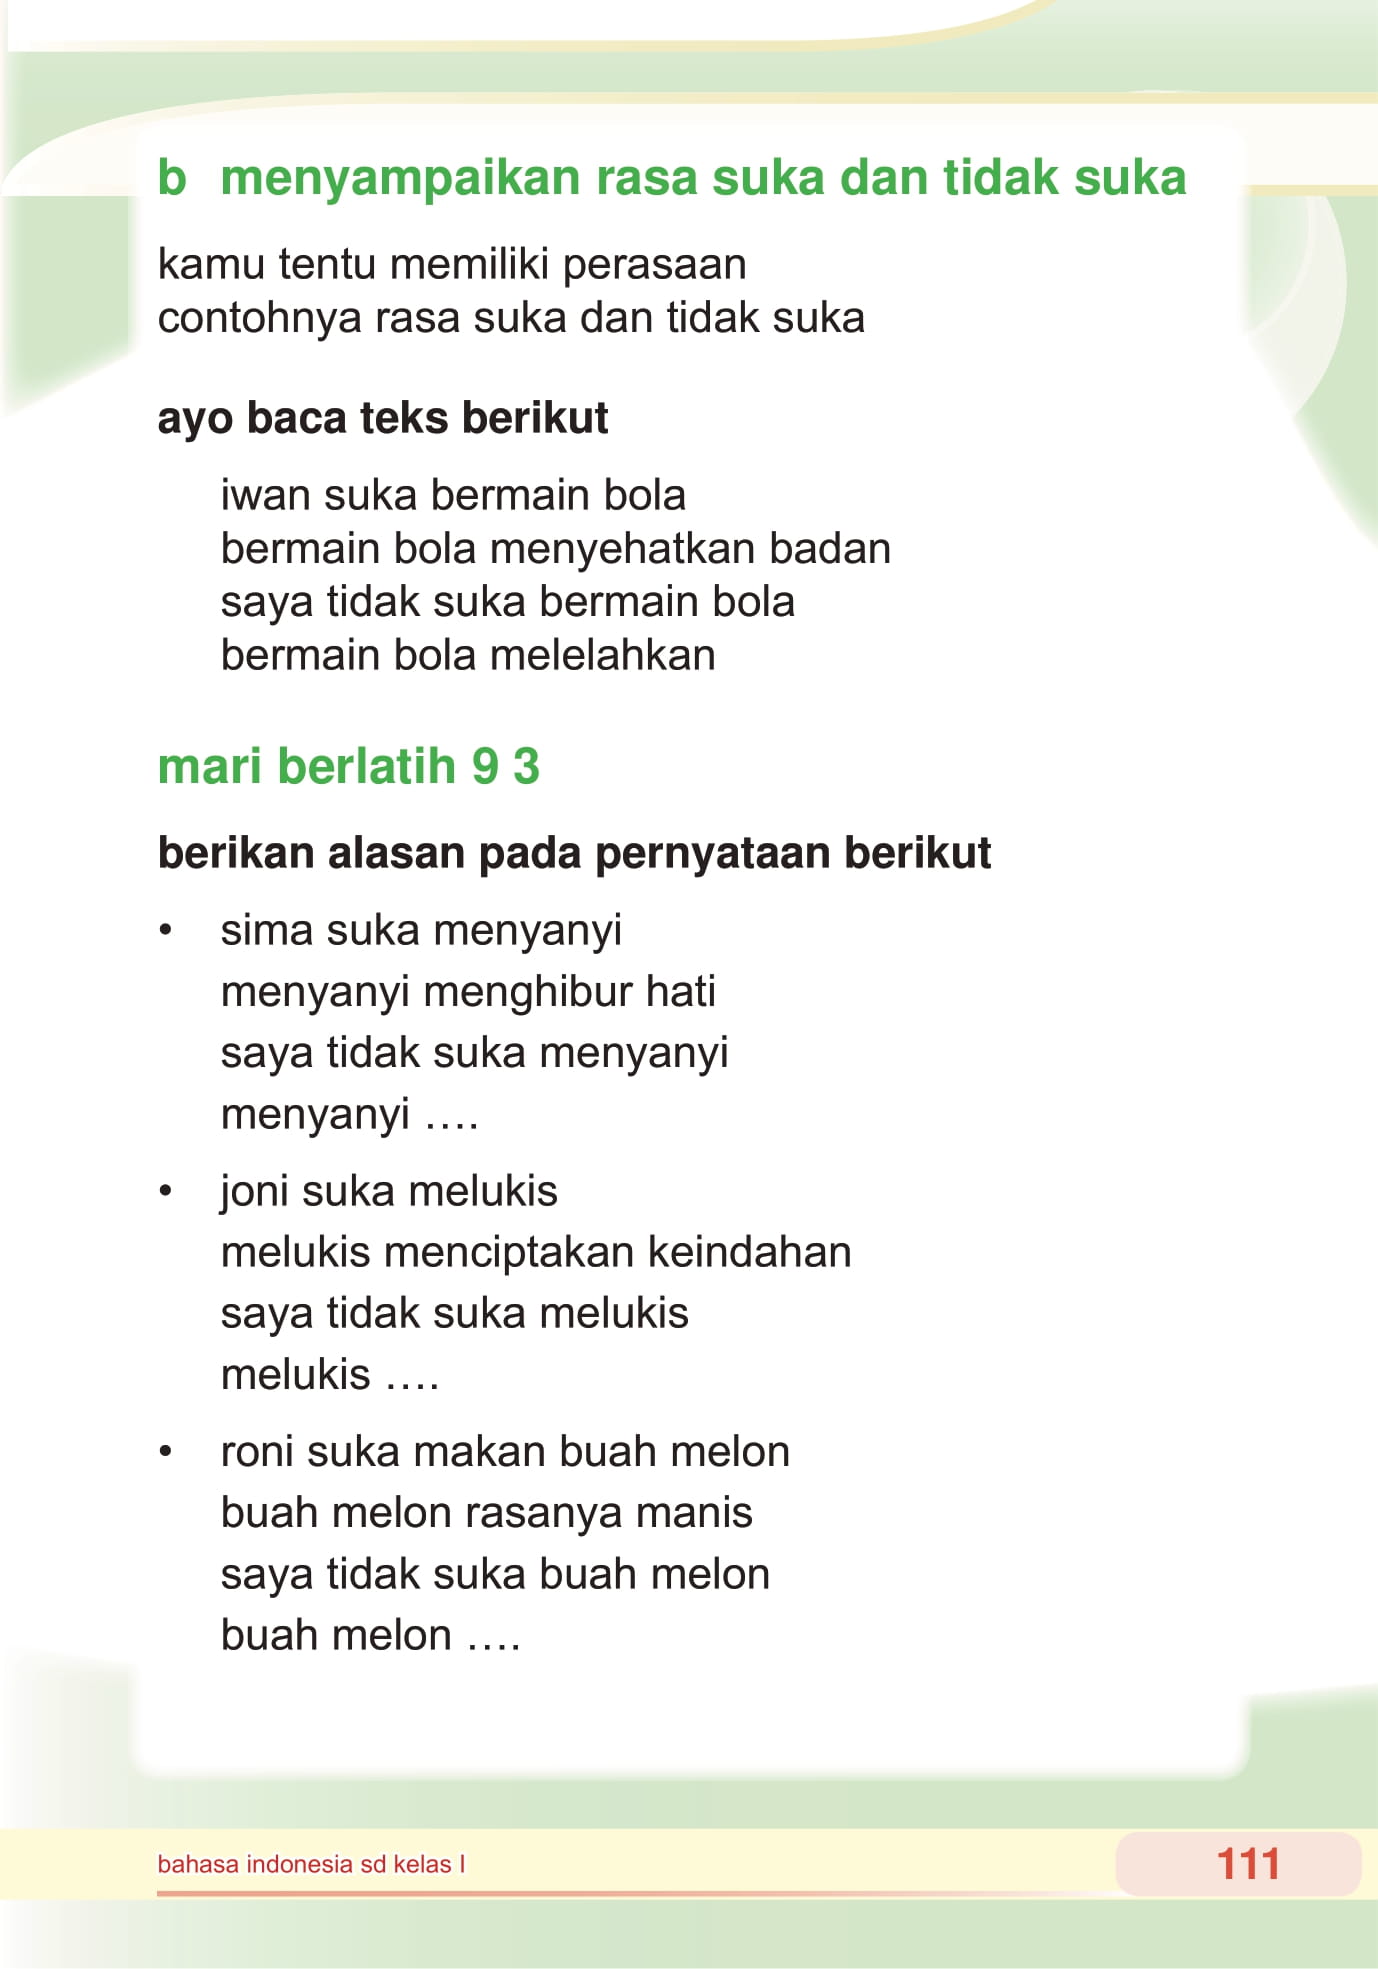 b menyampaikan rasa suka dan tidak suka
kamu tentu memiliki perasaan
contohnya rasa suka dan tidak suka
ayo baca teks berikut
iwan suka bermain bola
bermain bola menyehatkan badan
saya tidak suka bermain bola
bermain bola melelahkan
mari berlatih 9 3
berikan alasan pada pernyataan berikut
• sima suka menyanyi
menyanyi menghibur hati
saya tidak suka menyanyi
menyanyi ....
• joni suka melukis
melukis menciptakan keindahan
saya tidak suka melukis
melukis ....
• roni suka makan buah melon
buah melon rasanya manis
saya tidak suka buah melon
buah melon ....
bahasa indonesia sd kelas I
111